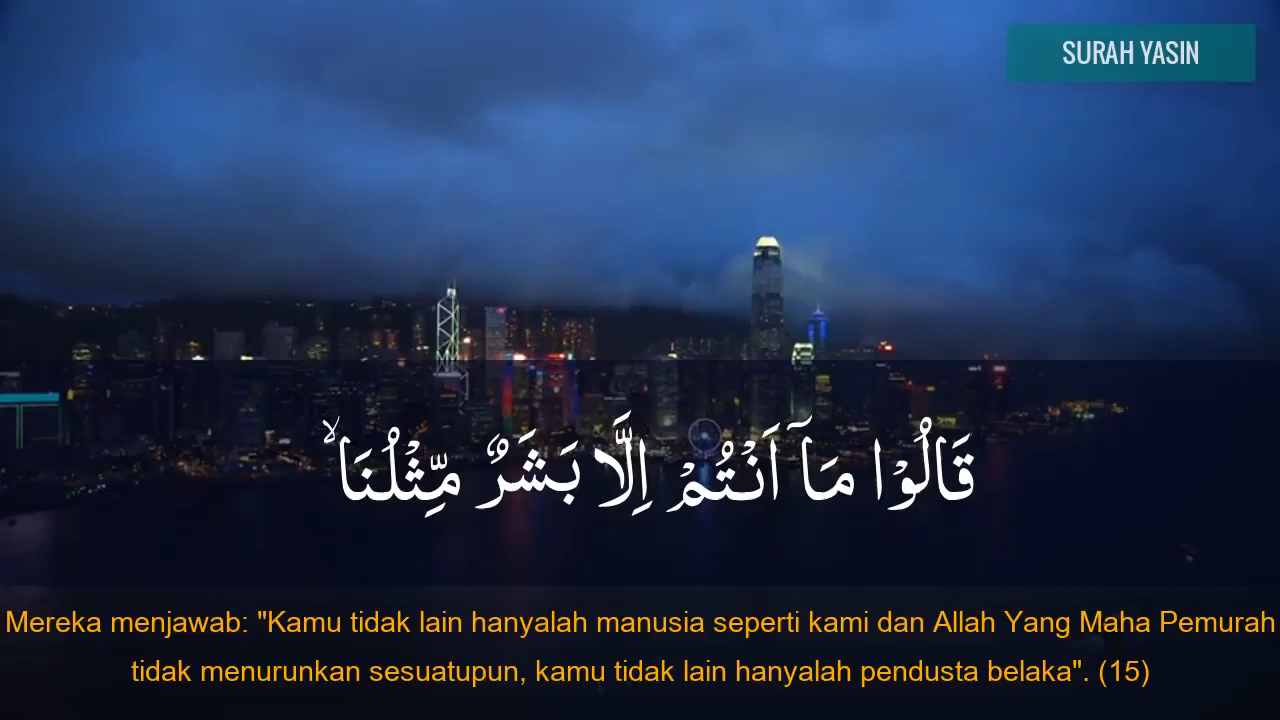 SURAH YASIN
قَالُوْا مَآ اَنْتُمْ اِلَّا بَشَرٌ مِّثْلُنَاۙ
Mereka menjawab: "Kamu tidak lain hanyalah manusia seperti kami dan Allah Yang Maha Pemurah
tidak menurunkan sesuatupun, kamu tidak lain hanyalah pendusta belaka". (15)